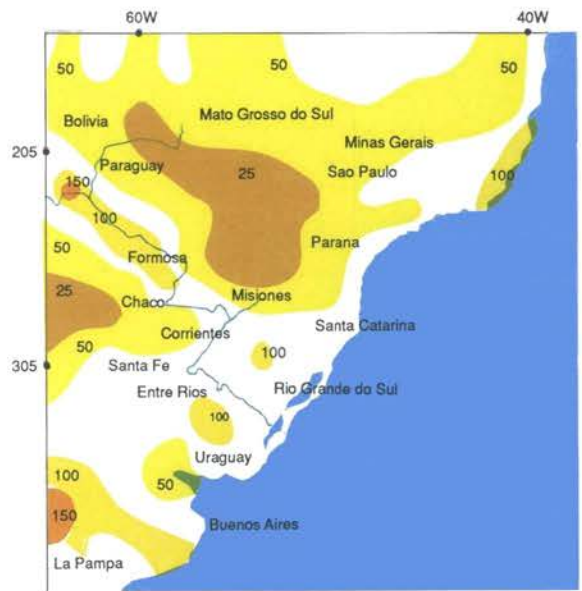 60W 40W
50 50 50
Bolivia Mato Grosso do Sul
Minas Gerais
205
Paraguay 25 Sao Paulo
150 100
100
50 Formosa Parana
25
Chaco Misiones
Corrientes Santa Catarina
50 100
305 Santa Fe
Entre Rios Rio Grande do Sul
100
Uraguay
100 50
150 Buenos Aires
La Pampa